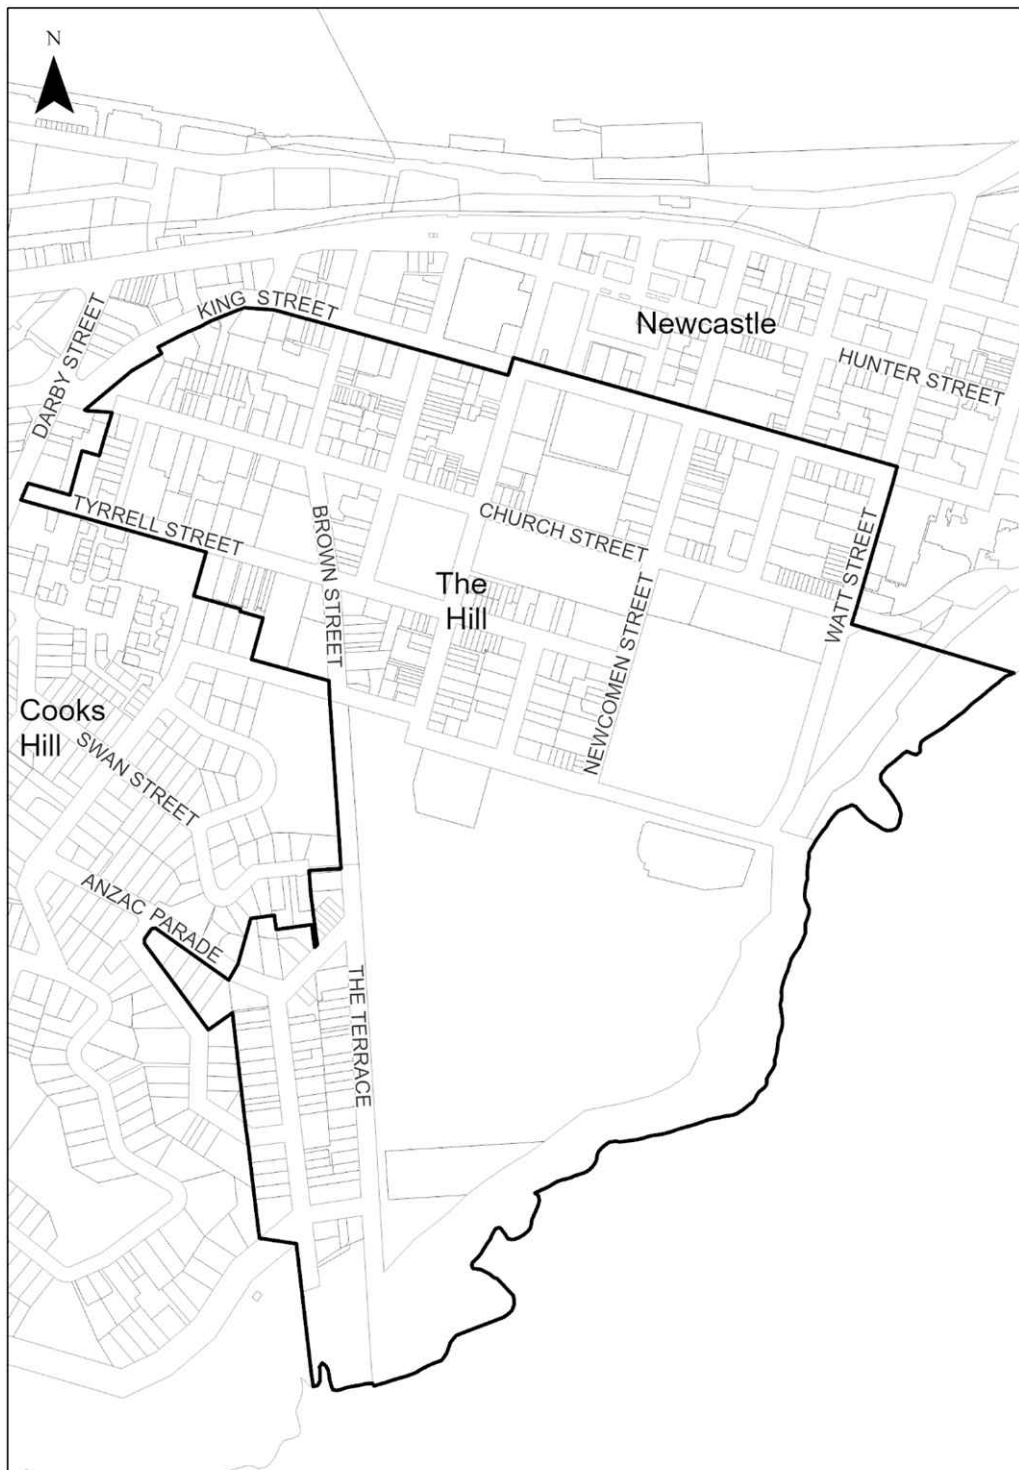 N
KING STREET
Newcastle
DARBY STREET
HUNTER STREET
TYRRELL STREET
BROWN STREET
CHURCH STREET
The
Hill
WATT STREET
NEWCOMEN STREET
Cooks
Hill
SWAN STREET
ANZAC PARADE
THE TERRACE